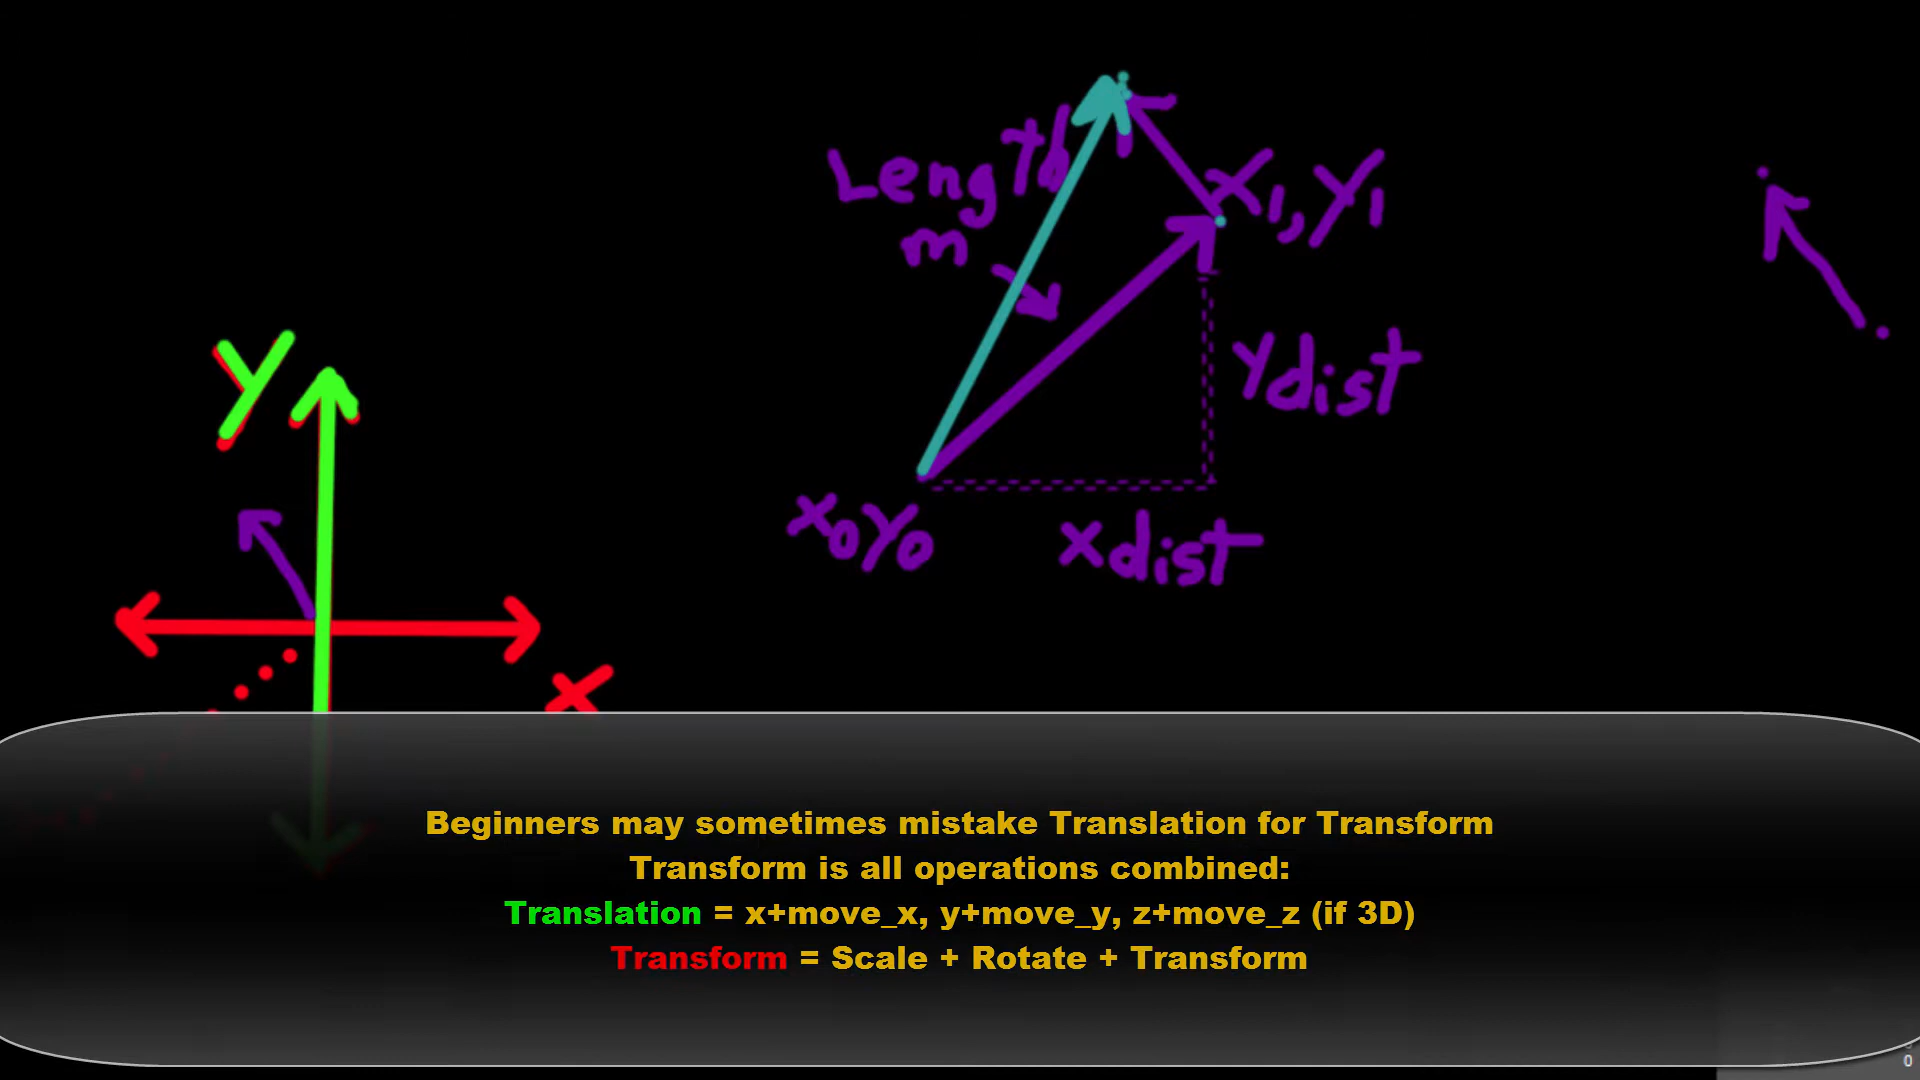 Length
m
x1,y1
ydist
x0y0
xdist
y
x
Beginners may sometimes mistake Translation for Transform
Transform is all operations combined:
Translation = x+move_x, y+move_y, z+move_z (if 3D)
Transform = Scale + Rotate + Transform
0